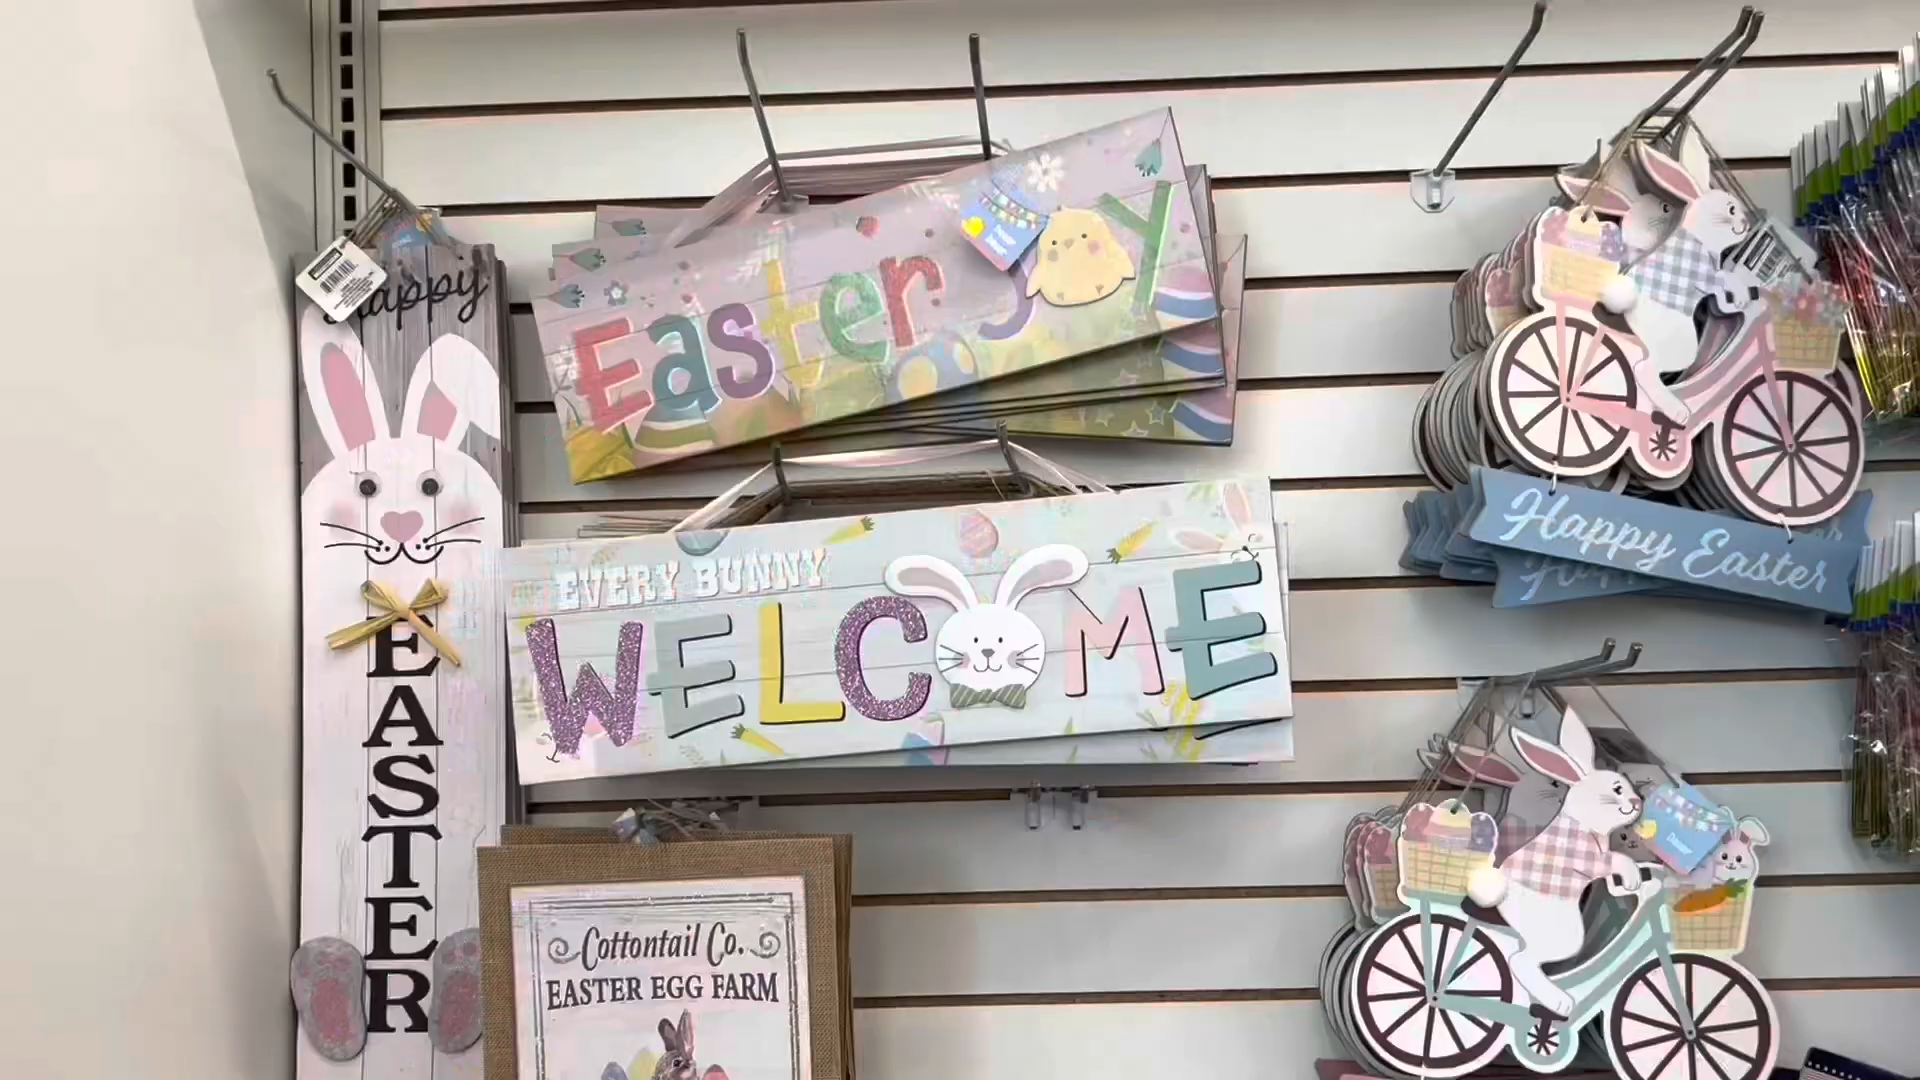 Happy
EASTER
Easter
JOY
EVERY BUNNY
WELCOME
Cottontail Co.
EASTER EGG FARM
Happy Easter